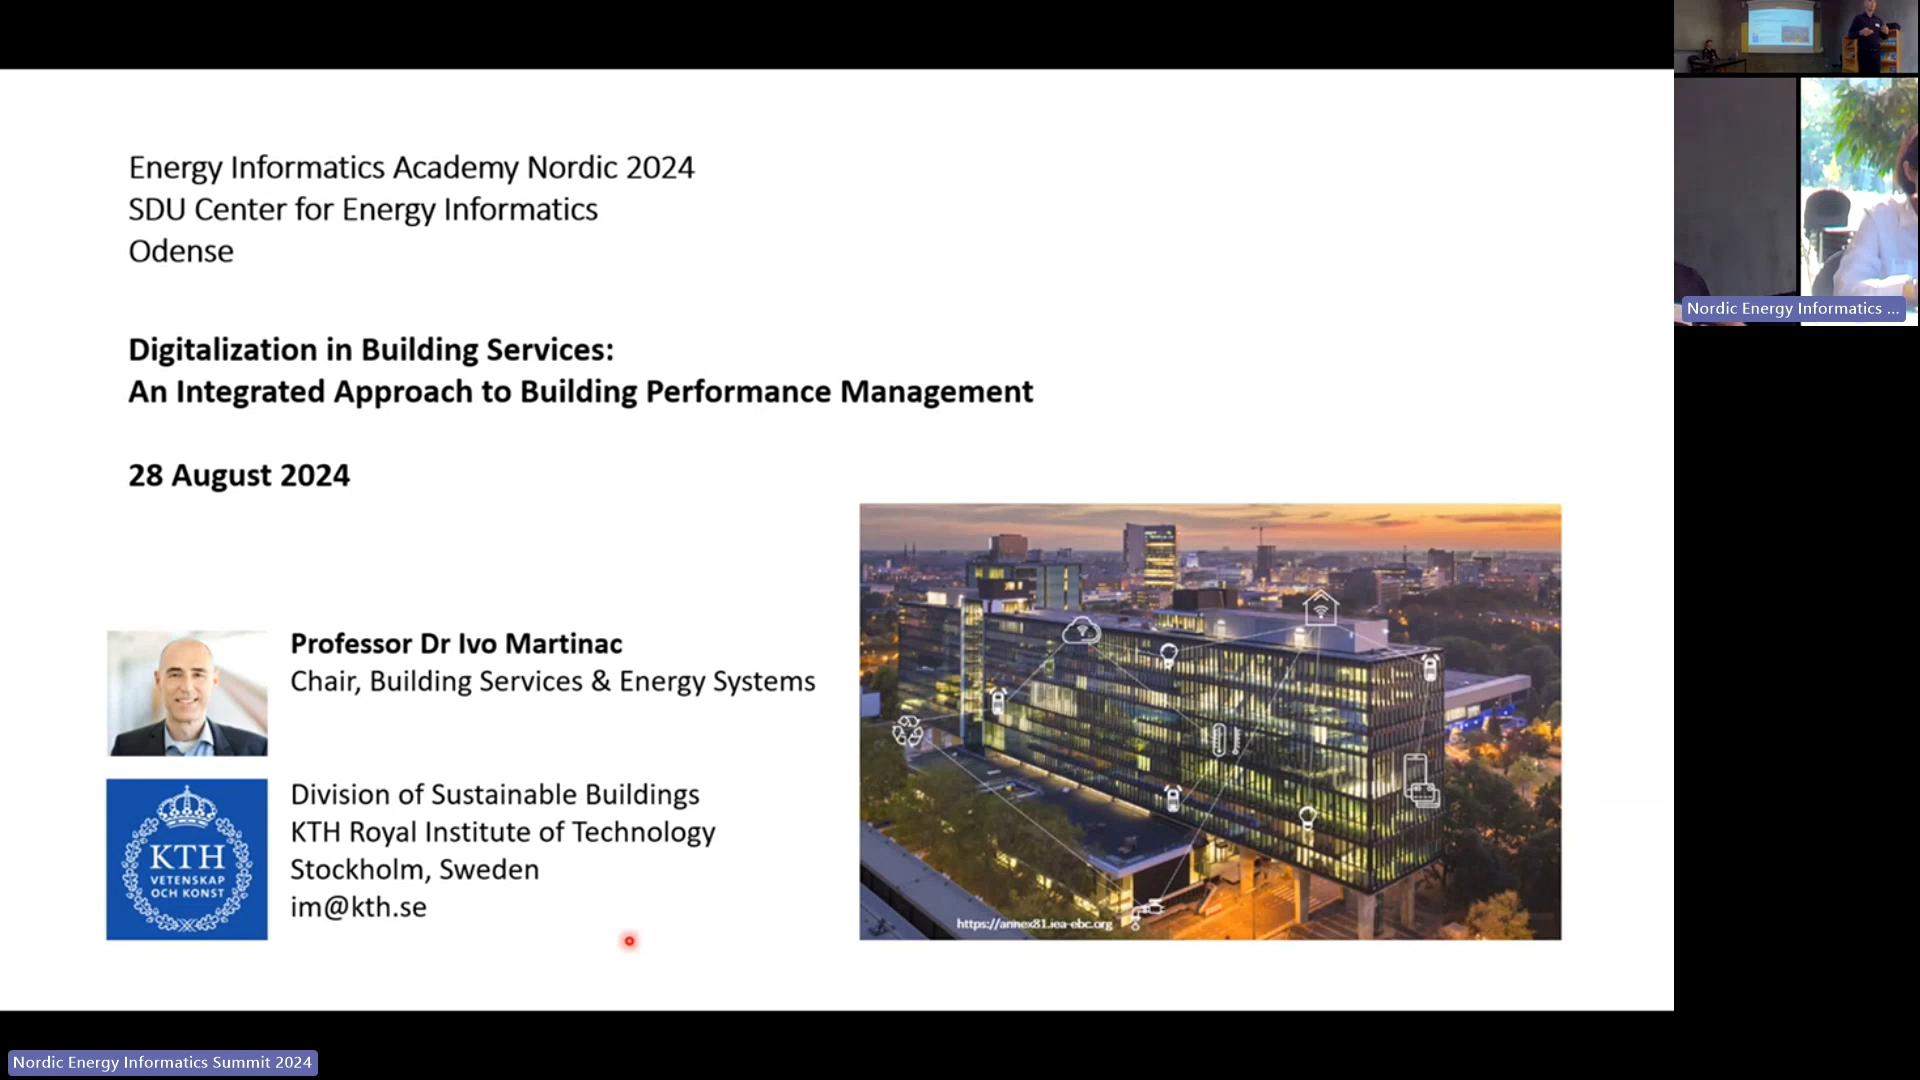 Energy Informatics Academy Nordic 2024
SDU Center for Energy Informatics
Odense
Digitalization in Building Services:
An Integrated Approach to Building Performance Management
28 August 2024
Professor Dr Ivo Martinac
Chair, Building Services & Energy Systems
KTH
VETENSKAP
OCH KONST
Division of Sustainable Buildings
KTH Royal Institute of Technology
Stockholm, Sweden
im@kth.se
https://annex81.iea-ebc.org
Nordic Energy Informatics ...
Nordic Energy Informatics Summit 2024